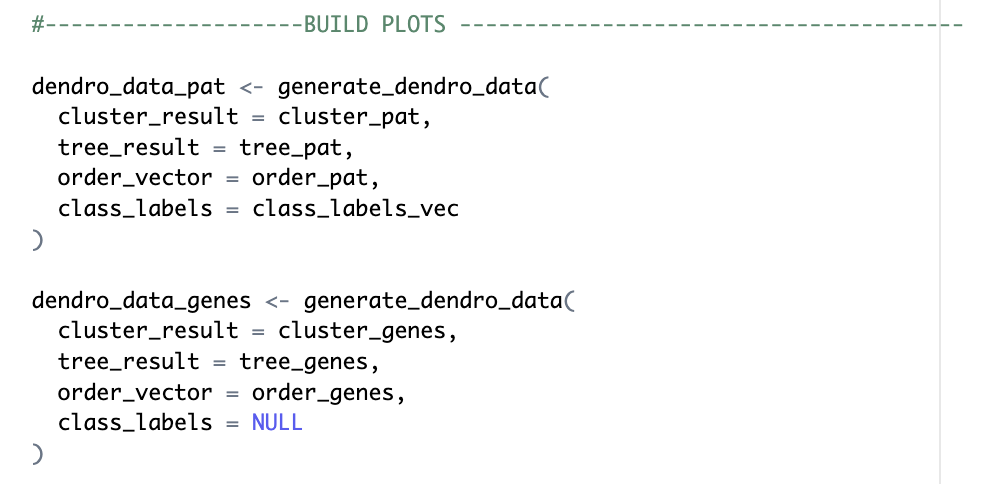 #--------------------BUILD PLOTS ---------------------------------------
dendro_data_pat <- generate_dendro_data(
  cluster_result = cluster_pat,
  tree_result = tree_pat,
  order_vector = order_pat,
  class_labels = class_labels_vec
)
dendro_data_genes <- generate_dendro_data(
  cluster_result = cluster_genes,
  tree_result = tree_genes,
  order_vector = order_genes,
  class_labels = NULL
)